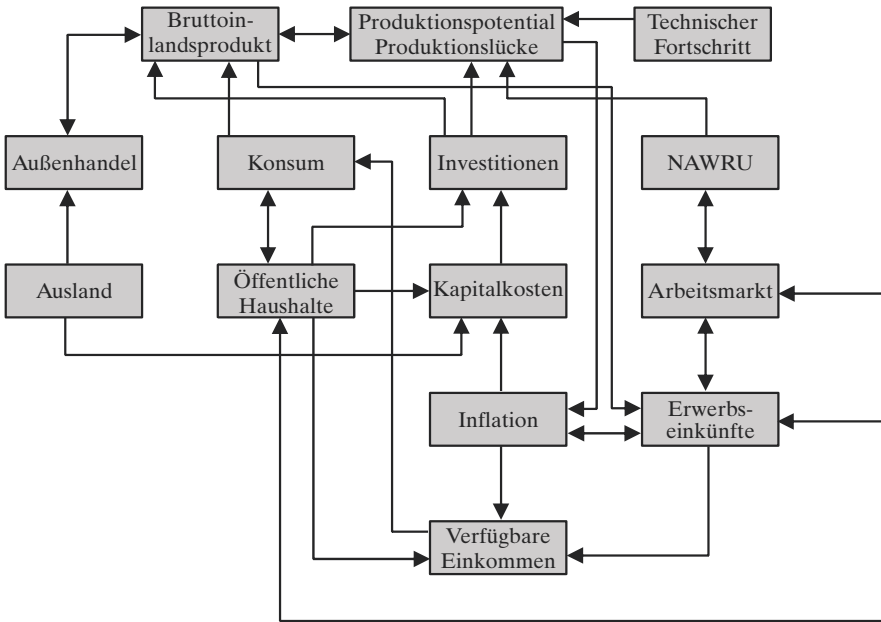 Bruttoin-
landsprodukt
Produktionspotential
Produktionslücke
Technischer
Fortschritt
Außenhandel
Konsum
Investitionen
NAWRU
Ausland
Öffentliche
Haushalte
Kapitalkosten
Arbeitsmarkt
Inflation
Erwerbs-
einkünfte
Verfügbare
Einkommen